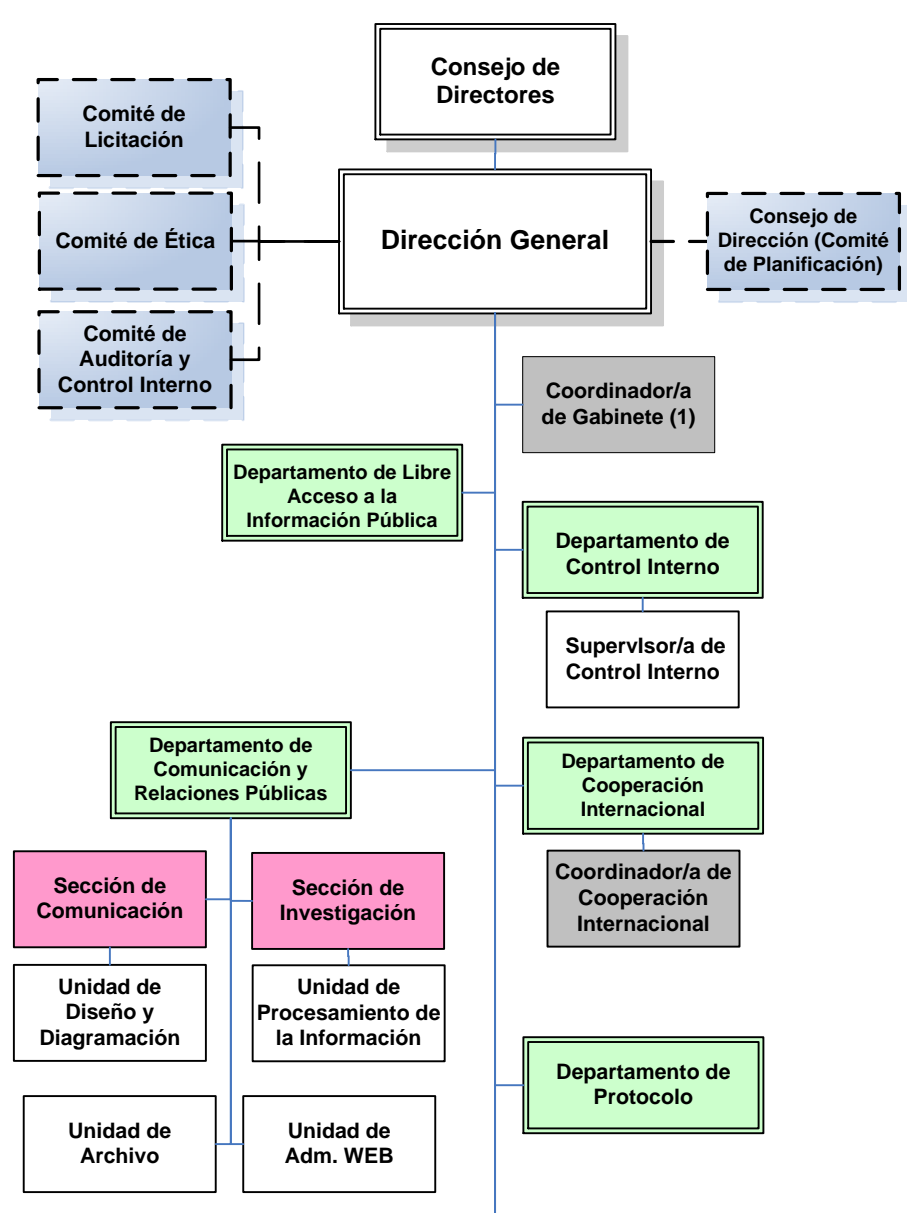 Consejo de
Directores
Comité de
Licitación
Comité de Ética
Dirección General
Consejo de
Dirección (Comité
de Planificación)
Comité de
Auditoría y
Control Interno
Coordinador/a
de Gabinete (1)
Departamento de Libre
Acceso a la
Información Pública
Departamento de
Control Interno
SupervIsor/a de
Control Interno
Departamento de
Comunicación y
Relaciones Públicas
Departamento de
Cooperación
Internacional
Coordinador/a de
Cooperación
Internacional
Sección de
Comunicación
Sección de
Investigación
Unidad de
Diseño y
Diagramación
Unidad de
Procesamiento de
la Información
Departamento de
Protocolo
Unidad de
Archivo
Unidad de
Adm. WEB